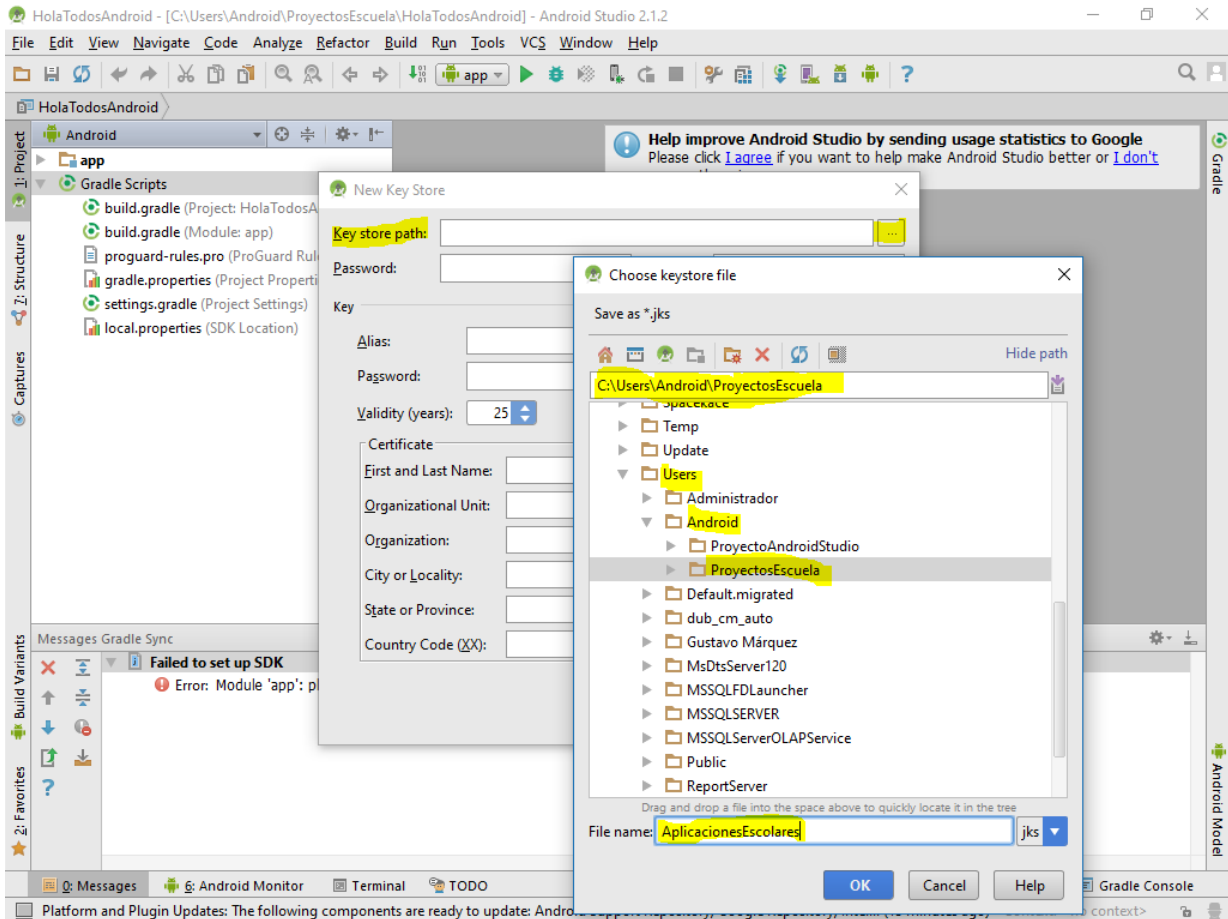 HolaTodosAndroid - [C:\Users\Android\ProyectosEscuela\HolaTodosAndroid] - Android Studio 2.1.2
File Edit View Navigate Code Analyze Refactor Build Run Tools VCS Window Help
app
HolaTodosAndroid
1: Project
7: Structure
Captures
Build Variants
2: Favorites
Android
app
Gradle Scripts
build.gradle (Project: HolaTodosA
build.gradle (Module: app)
proguard-rules.pro (ProGuard Rul
gradle.properties (Project Properti
settings.gradle (Project Settings)
local.properties (SDK Location)
Help improve Android Studio by sending usage statistics to Google
Please click I agree if you want to help make Android Studio better or I don't
Gradle
Android Model
New Key Store
Key store path:
...
Password:
Key
Alias:
Password:
Validity (years): 25
Certificate
First and Last Name:
Organizational Unit:
Organization:
City or Locality:
State or Province:
Country Code (XX):
Choose keystore file
Save as *.jks
Hide path
C:\Users\Android\ProyectosEscuela
Temp
Update
Users
Administrador
Android
ProyectoAndroidStudio
ProyectosEscuela
Default.migrated
dub_cm_auto
Gustavo Márquez
MsDtsServer120
MSSQLFDLauncher
MSSQLSERVER
MSSQLServerOLAPService
Public
ReportServer
Drag and drop a file into the space above to quickly locate it in the tree
File name: AplicacionesEscolares jks
OK Cancel Help
Messages Gradle Sync
Failed to set up SDK
Error: Module 'app': pl
0: Messages 6: Android Monitor Terminal TODO Gradle Console
Platform and Plugin Updates: The following components are ready to update: Android Support Repository, Google Repository, context>